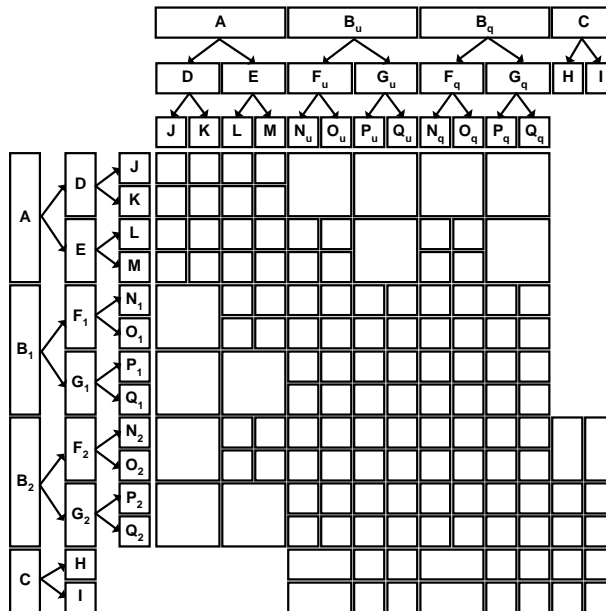 A B_u B_q C
D E F_u G_u F_q G_q H I
J K L M N_u O_u P_u Q_u N_q O_q P_q Q_q
J
D
K
A
L
E
M
N_1
F_1
O_1
B_1
P_1
G_1
Q_1
N_2
F_2
O_2
B_2
P_2
G_2
Q_2
H
C
I